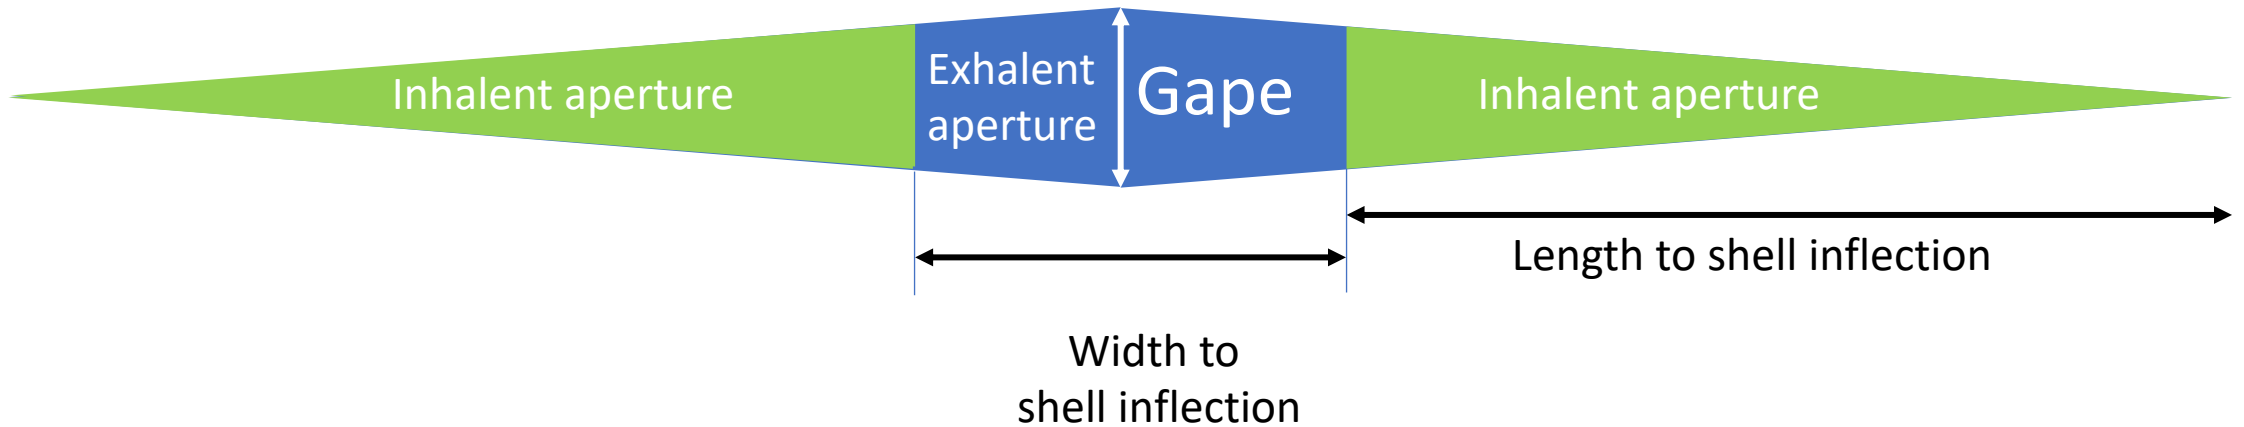 Inhalent aperture
Exhalent
aperture
Gape
Inhalent aperture
Length to shell inflection
Width to
shell inflection